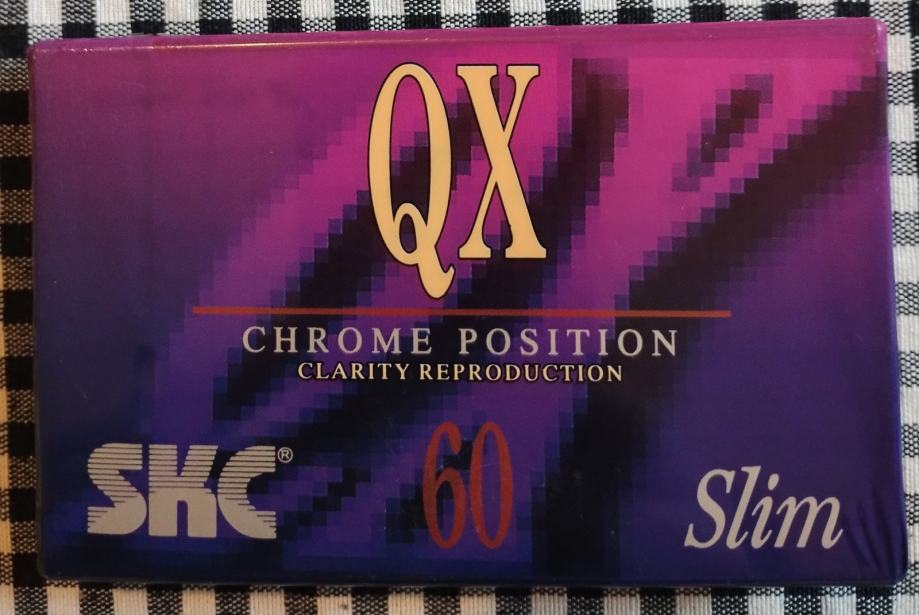 QX
CHROME POSITION
CLARITY REPRODUCTION
60
SKC®
Slim